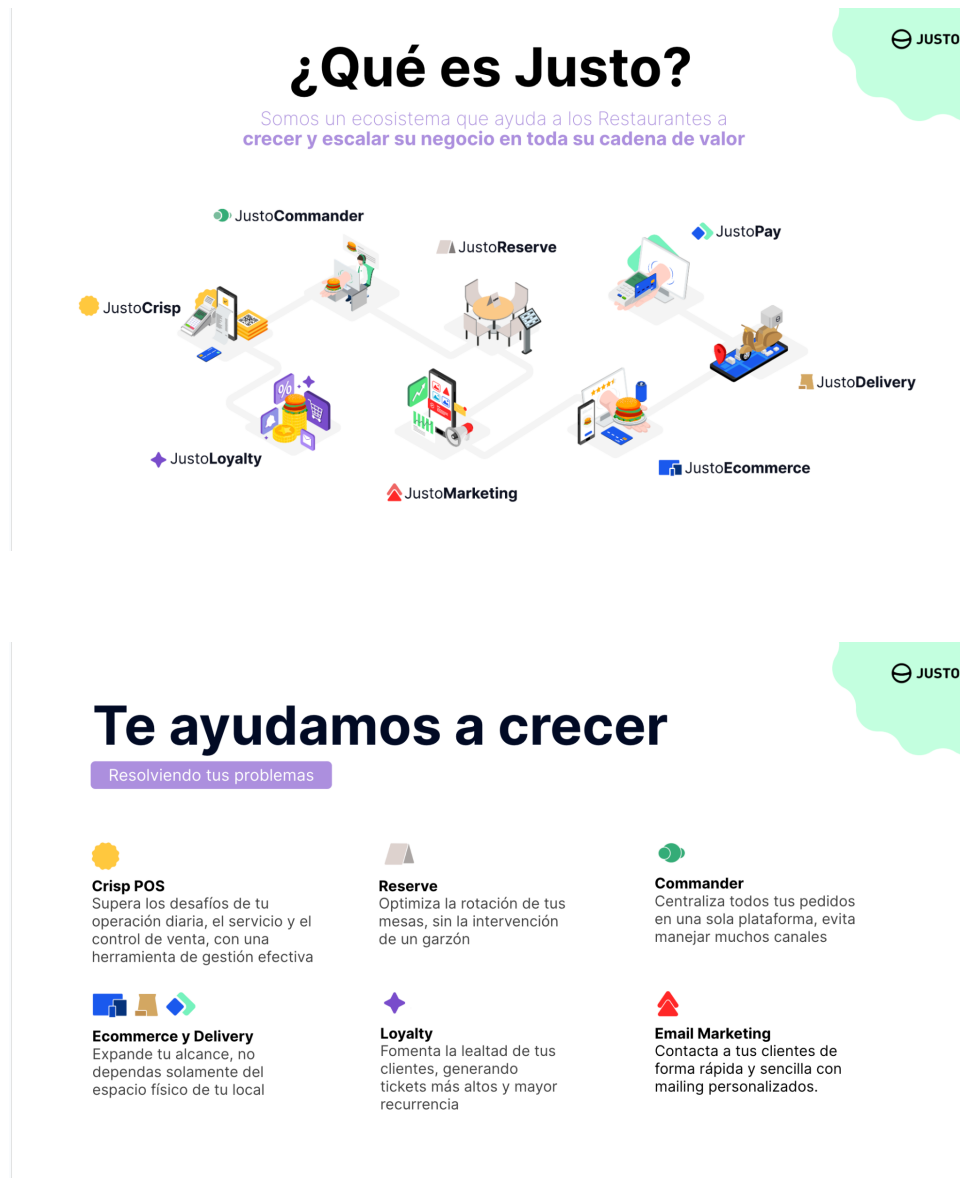 JUSTO
¿Qué es Justo?
Somos un ecosistema que ayuda a los Restaurantes a
crecer y escalar su negocio en toda su cadena de valor
JustoCommander
JustoReserve
JustoPay
JustoCrisp
%
JustoDelivery
JustoLoyalty
JustoEcommerce
JustoMarketing
JUSTO
Te ayudamos a crecer
Resolviendo tus problemas
Crisp POS
Supera los desafíos de tu
operación diaria, el servicio y el
control de venta, con una
herramienta de gestión efectiva
Reserve
Optimiza la rotación de tus
mesas, sin la intervención
de un garzón
Commander
Centraliza todos tus pedidos
en una sola plataforma, evita
manejar muchos canales
Ecommerce y Delivery
Expande tu alcance, no
dependas solamente del
espacio físico de tu local
Loyalty
Fomenta la lealtad de tus
clientes, generando
tickets más altos y mayor
recurrencia
Email Marketing
Contacta a tus clientes de
forma rápida y sencilla con
mailing personalizados.